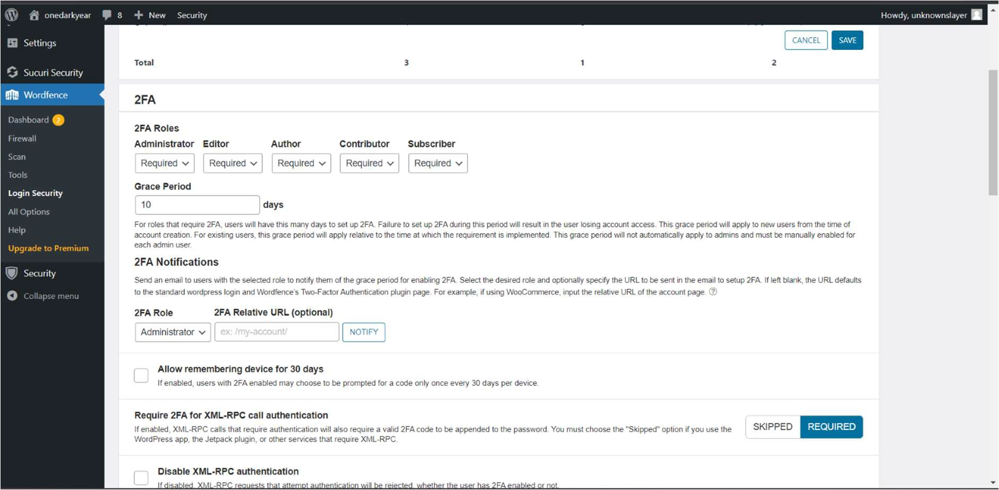 onedarkyear 8 New Security Howdy, unknownslayer
Settings
Sucuri Security
Wordfence
Dashboard 2
Firewall
Scan
Tools
Login Security
All Options
Help
Upgrade to Premium
Security
Collapse menu
CANCEL SAVE
Total 3 1 2
2FA
2FA Roles
Administrator Editor Author Contributor Subscriber
Required Required Required Required Required
Grace Period
10 days
For roles that require 2FA, users will have this many days to set up 2FA. Failure to set up 2FA during this period will result in the user losing account access. This grace period will apply to new users from the time of
account creation. For existing users, this grace period will apply relative to the time at which the requirement is implemented. This grace period will not automatically apply to admins and must be manually enabled for
each admin user.
2FA Notifications
Send an email to users with the selected role to notify them of the grace period for enabling 2FA. Select the desired role and optionally specify the URL to be sent in the email to setup 2FA. If left blank, the URL defaults
to the standard wordpress login and Wordfence's Two-Factor Authentication plugin page. For example, if using WooCommerce, input the relative URL of the account page. ?
2FA Role 2FA Relative URL (optional)
Administrator ex: /my-account/ NOTIFY
Allow remembering device for 30 days
If enabled, users with 2FA enabled may choose to be prompted for a code only once every 30 days per device.
Require 2FA for XML-RPC call authentication
If enabled, XML-RPC calls that require authentication will also require a valid 2FA code to be appended to the password. You must choose the "Skipped" option if you use the
WordPress app, the Jetpack plugin, or other services that require XML-RPC.
SKIPPED REQUIRED
Disable XML-RPC authentication
If disabled, XML-RPC requests that attempt authentication will be rejected, whether the user has 2FA enabled or not.